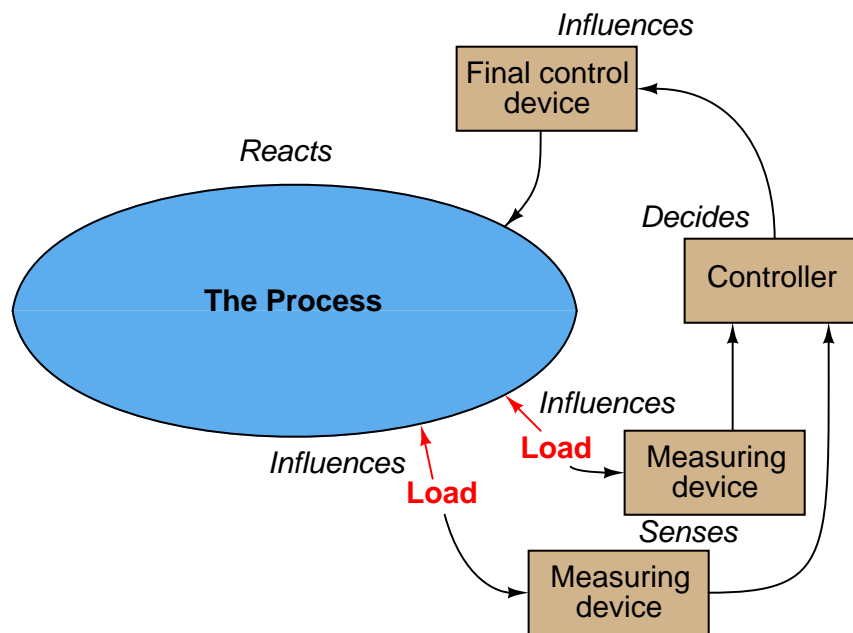 Influences
Final control
device
Reacts
Decides
Controller
The Process
Influences
Load
Measuring
device
Influences
Load
Senses
Measuring
device